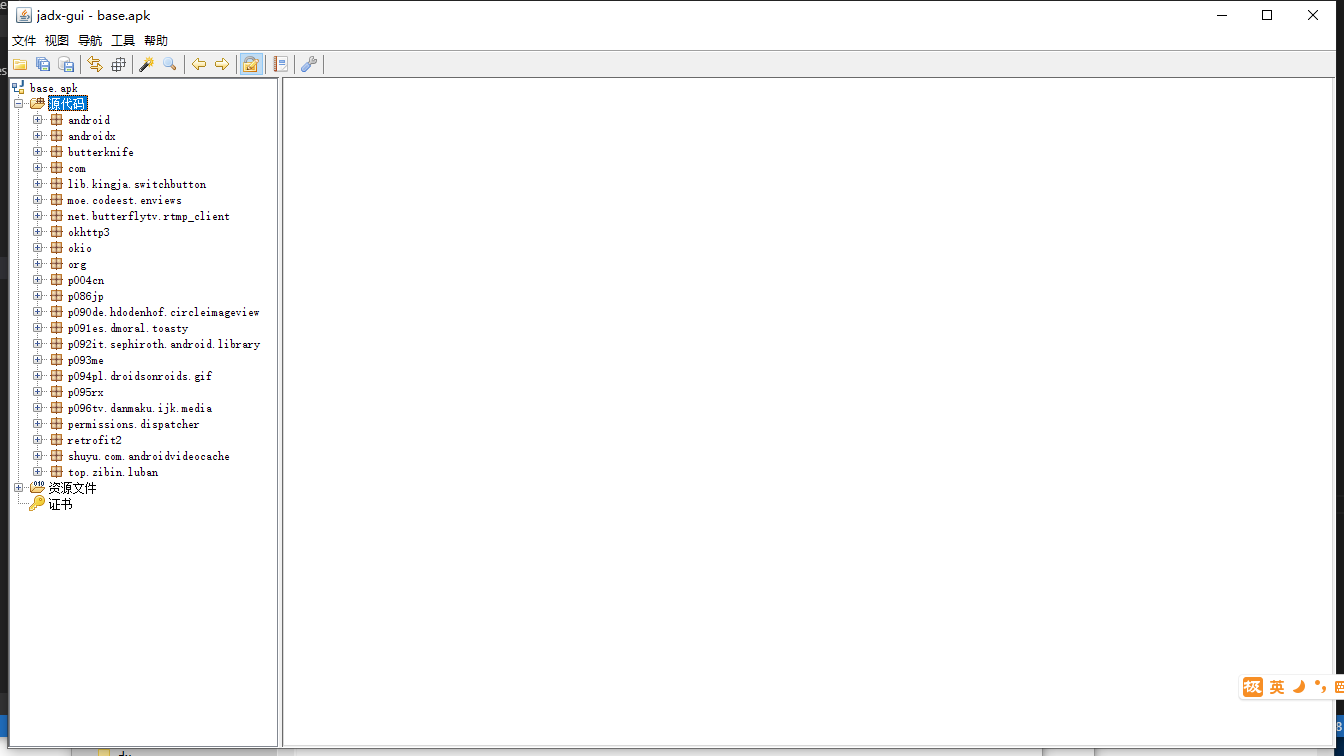 jadx-gui - base.apk
文件 视图 导航 工具 帮助
base.apk
源代码
android
androidx
butterknife
com
lib.kingja.switchbutton
moe.codeest.enviews
net.butterflytv.rtmp_client
okhttp3
okio
org
p004cn
p086jp
p090de.hdodenhof.circleimageview
p091es.dmoral.toasty
p092it.sephiroth.android.library
p093me
p094pl.droidsonroids.gif
p095rx
p096tv.danmaku.ijk.media
permissions.dispatcher
retrofit2
shuyu.com.androidvideocache
top.zibin.luban
资源文件
证书
极 英